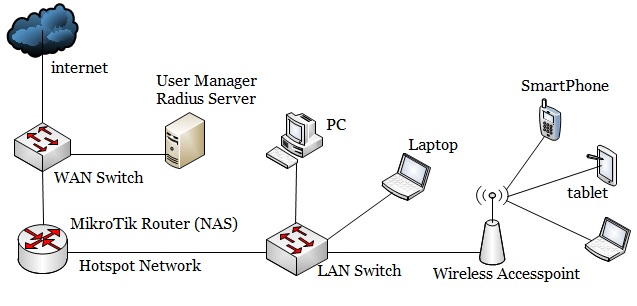 internet
User Manager
Radius Server
WAN Switch
MikroTik Router (NAS)
Hotspot Network
PC
Laptop
LAN Switch
SmartPhone
tablet
Wireless Accesspoint